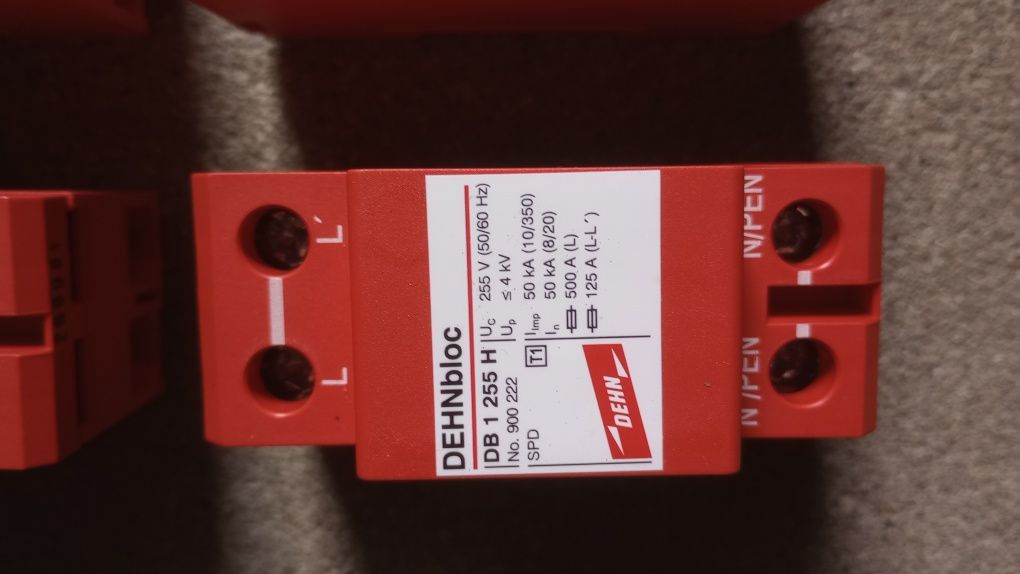 DEHNbloc
DB 1 255 H
No. 900 222
SPD
T1
Uc 255 V (50/60 Hz)
Up ≤ 4 kV
Iimp 50 kA (10/350)
In 50 kA (8/20)
500 A (L)
125 A (L-L´)
DEHN
L´
L
N/PEN
N´/PEN